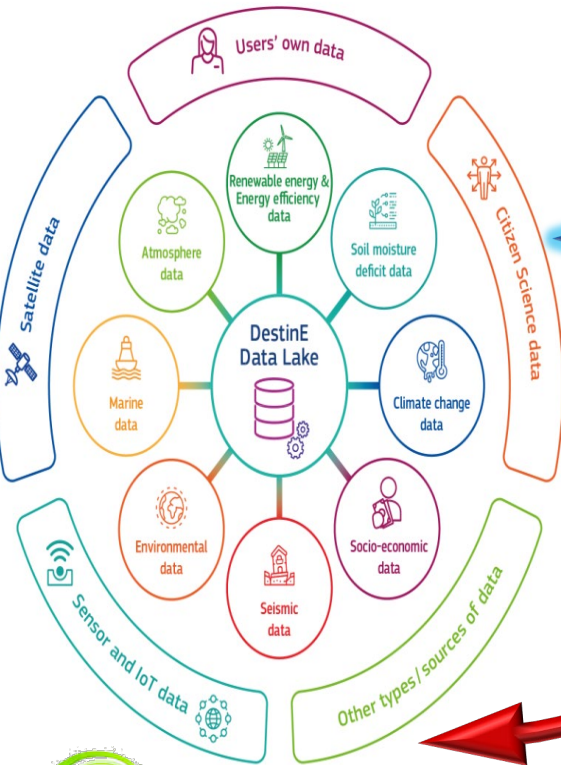 Users' own data
Satellite data
Citizen Science data
Renewable energy &
Energy efficiency
data
Atmosphere
data
Soil moisture
deficit data
DestinE
Data Lake
Marine
data
Climate change
data
Environmental
data
Socio-economic
data
Seismic
data
Sensor and IoT data
Other types/sources of data